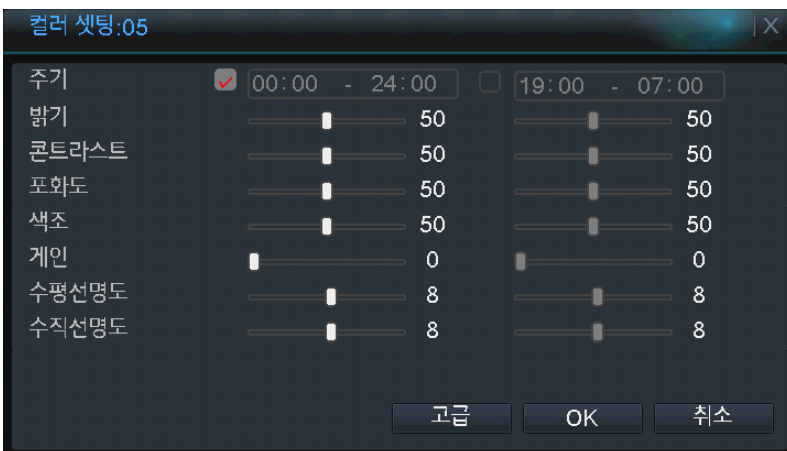 컬러 셋팅:05 X
주기 00:00 - 24:00 19:00 - 07:00
밝기 50 50
콘트라스트 50 50
포화도 50 50
색조 50 50
게인 0 0
수평선명도 8 8
수직선명도 8 8
고급 OK 취소